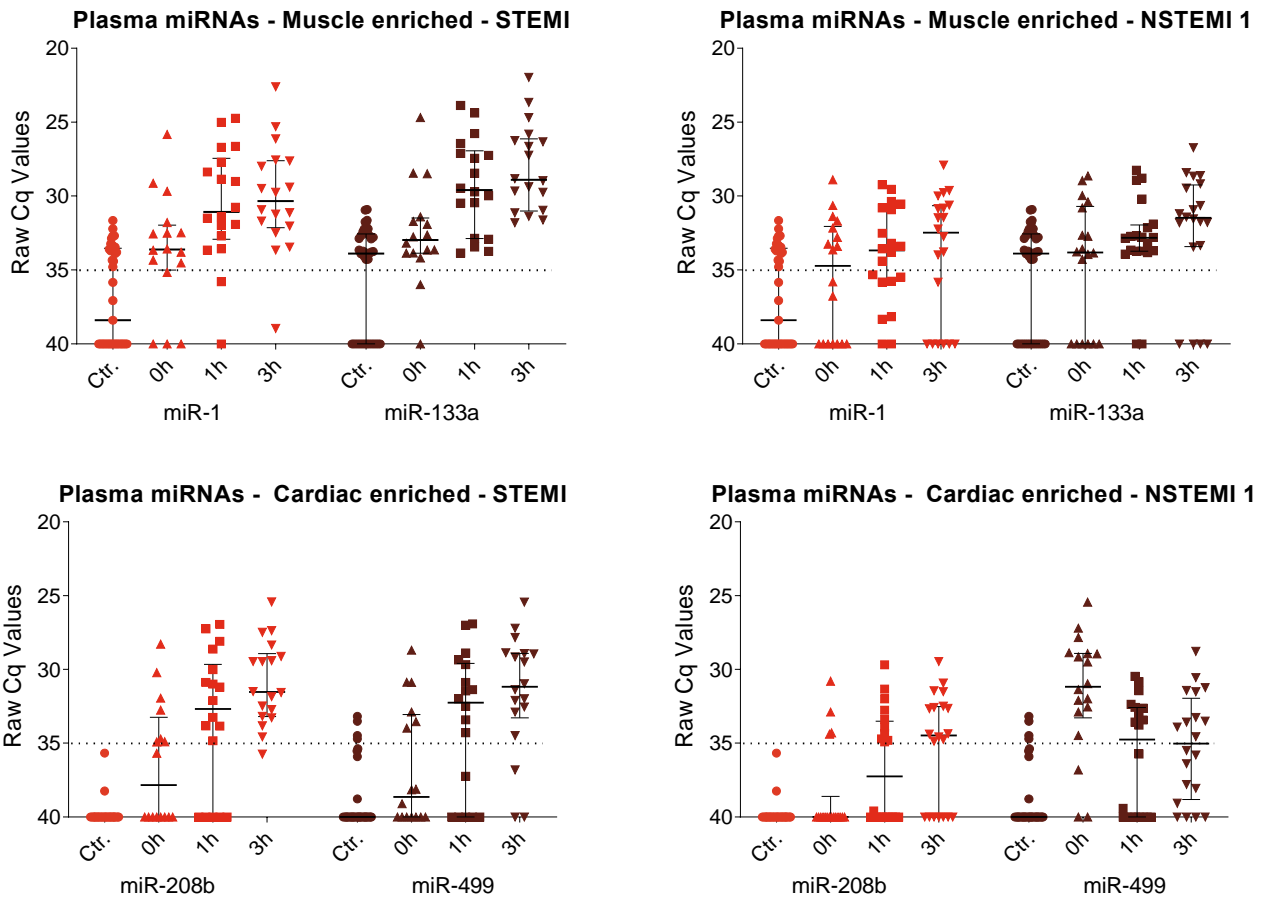 Plasma miRNAs - Muscle enriched - STEMI
Raw Cq Values
20
25
30
35
40
Ctr. 0h 1h 3h Ctr. 0h 1h 3h
miR-1 miR-133a
Plasma miRNAs - Muscle enriched - NSTEMI 1
Raw Cq Values
20
25
30
35
40
Ctr. 0h 1h 3h Ctr. 0h 1h 3h
miR-1 miR-133a
Plasma miRNAs - Cardiac enriched - STEMI
Raw Cq Values
20
25
30
35
40
Ctr. 0h 1h 3h Ctr. 0h 1h 3h
miR-208b miR-499
Plasma miRNAs - Cardiac enriched - NSTEMI 1
Raw Cq Values
20
25
30
35
40
Ctr. 0h 1h 3h Ctr. 0h 1h 3h
miR-208b miR-499